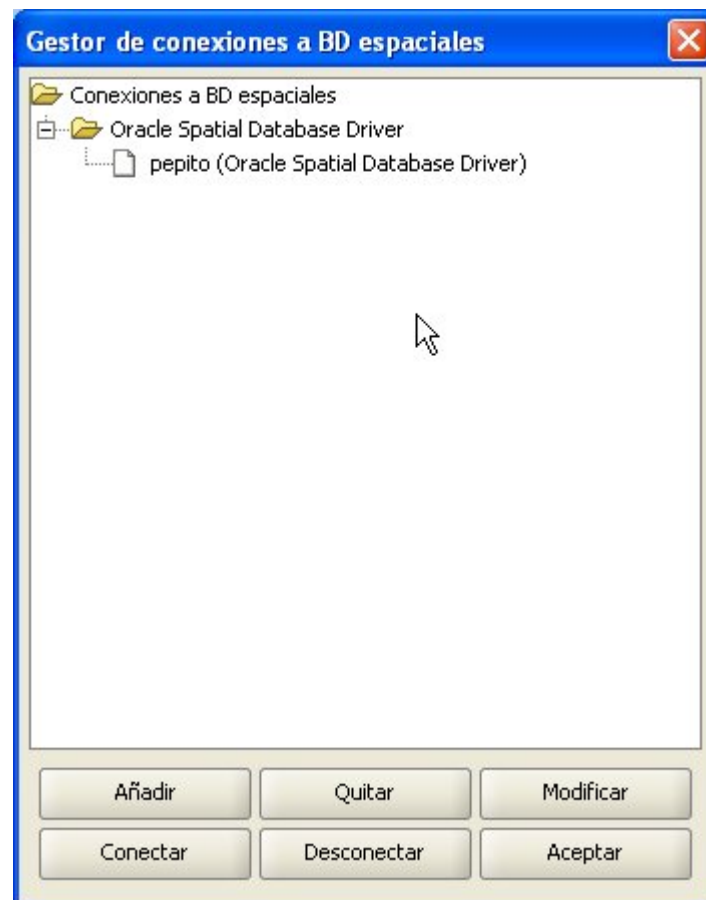 Gestor de conexiones a BD espaciales
Conexiones a BD espaciales
Oracle Spatial Database Driver
pepito (Oracle Spatial Database Driver)
Añadir Quitar Modificar
Conectar Desconectar Aceptar